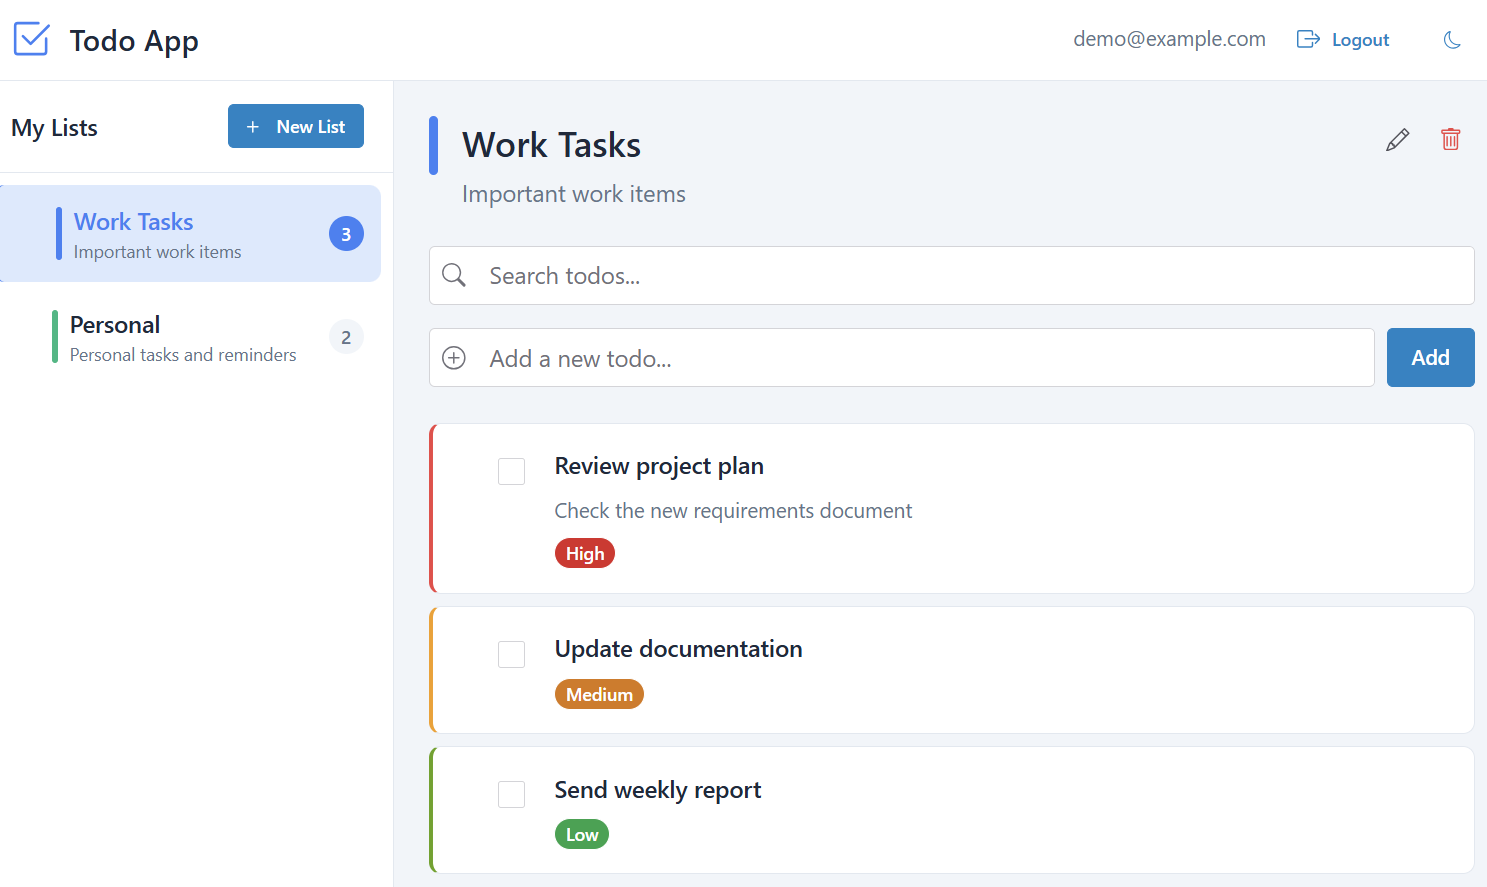 Todo App
demo@example.com
Logout
My Lists
+ New List
Work Tasks
Important work items
3
Personal
Personal tasks and reminders
2
Work Tasks
Important work items
Search todos...
Add a new todo...
Add
Review project plan
Check the new requirements document
High
Update documentation
Medium
Send weekly report
Low